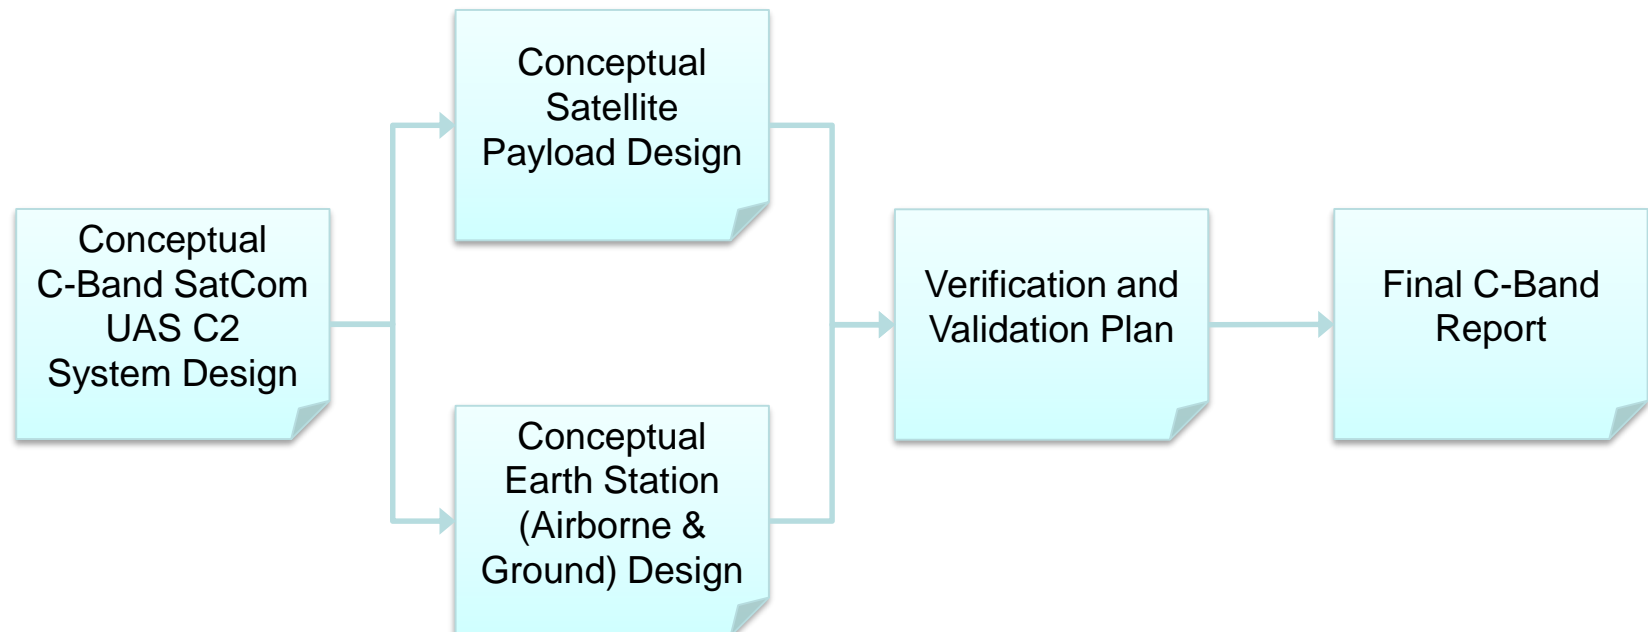 Conceptual
C-Band SatCom
UAS C2
System Design
Conceptual
Satellite
Payload Design
Conceptual
Earth Station
(Airborne &
Ground) Design
Verification and
Validation Plan
Final C-Band
Report